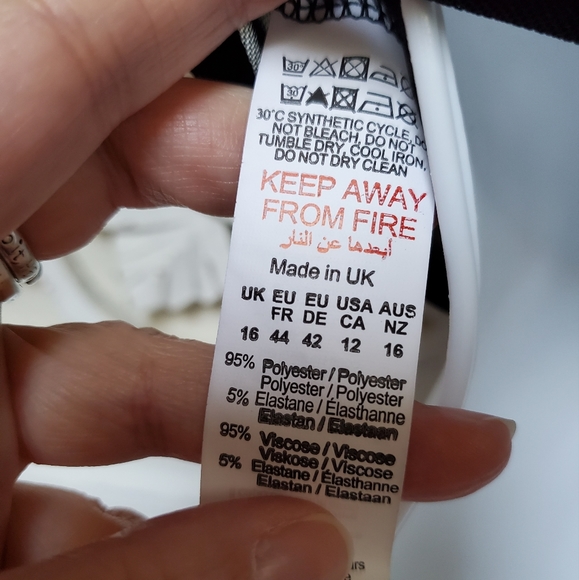 30°
30
30°C SYNTHETIC CYCLE, DO
NOT BLEACH, DO NOT
TUMBLE DRY, COOL IRON,
DO NOT DRY CLEAN
KEEP AWAY
FROM FIRE
أبعدها عن النار
Made in UK
UK EU EU USA AUS
FR DE CA NZ
16 44 42 12 16
95% Polyester / Polyester
Polyester / Polyester
5% Elastane / Élasthanne
Elastan / Elastaan
95% Viscose / Viscose
Viskose / Viscose
5% Elastane / Élasthanne
Elastan / Elastaan